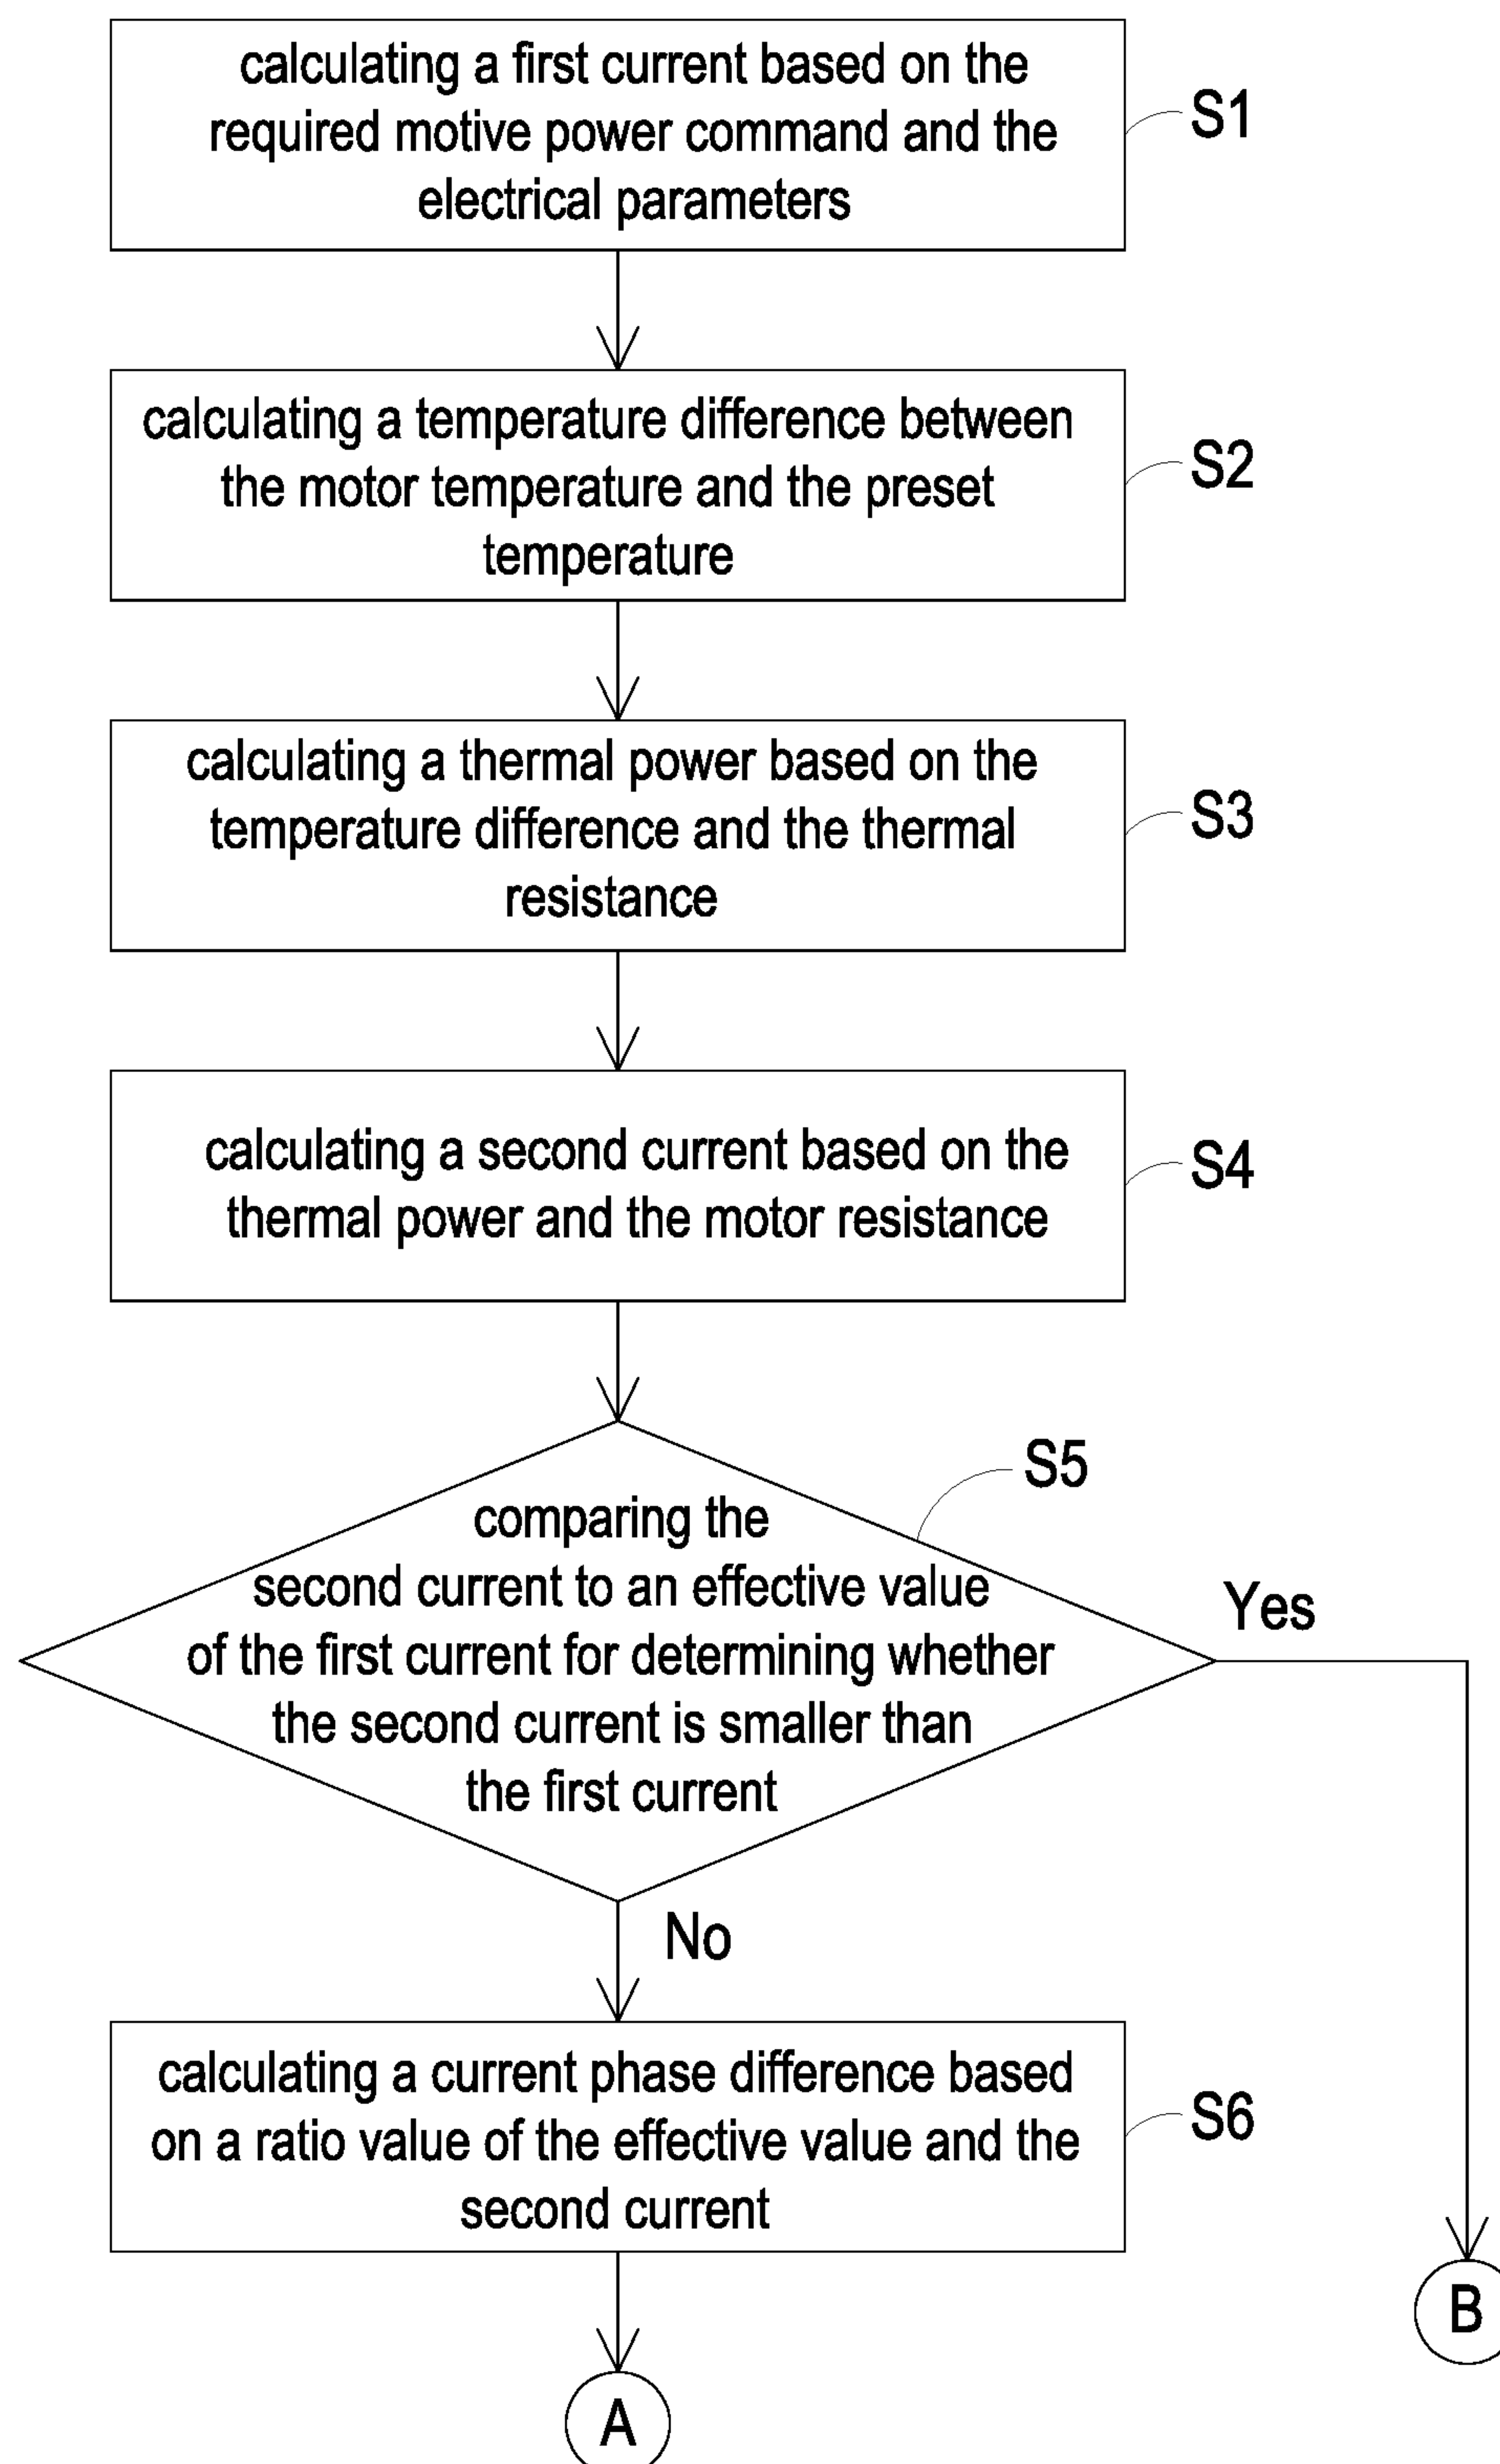 calculating a first current based on the
required motive power command and the
electrical parameters
S1
calculating a temperature difference between
the motor temperature and the preset
temperature
S2
calculating a thermal power based on the
temperature difference and the thermal
resistance
S3
calculating a second current based on the
thermal power and the motor resistance
S4
S5
comparing the
second current to an effective value
of the first current for determining whether
the second current is smaller than
the first current
Yes
No
calculating a current phase difference based
on a ratio value of the effective value and the
second current
S6
B
A